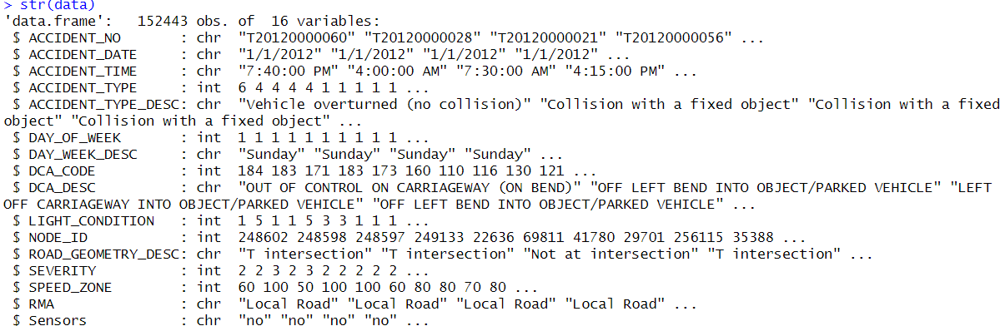 > str(data)
'data.frame':   152443 obs. of  16 variables:
 $ ACCIDENT_NO       : chr  "T20120000060" "T20120000028" "T20120000021" "T20120000056" ...
 $ ACCIDENT_DATE     : chr  "1/1/2012" "1/1/2012" "1/1/2012" "1/1/2012" ...
 $ ACCIDENT_TIME     : chr  "7:40:00 PM" "4:00:00 AM" "7:30:00 AM" "4:15:00 PM" ...
 $ ACCIDENT_TYPE     : int  6 4 4 4 4 1 1 1 1 1 ...
 $ ACCIDENT_TYPE_DESC: chr  "Vehicle overturned (no collision)" "Collision with a fixed object" "Collision with a fixed
object" "Collision with a fixed object" ...
 $ DAY_OF_WEEK       : int  1 1 1 1 1 1 1 1 1 1 ...
 $ DAY_WEEK_DESC     : chr  "Sunday" "Sunday" "Sunday" "Sunday" ...
 $ DCA_CODE          : int  184 183 171 183 173 160 110 116 130 121 ...
 $ DCA_DESC          : chr  "OUT OF CONTROL ON CARRIAGEWAY (ON BEND)" "OFF LEFT BEND INTO OBJECT/PARKED VEHICLE" "LEFT
OFF CARRIAGEWAY INTO OBJECT/PARKED VEHICLE" "OFF LEFT BEND INTO OBJECT/PARKED VEHICLE" ...
 $ LIGHT_CONDITION   : int  1 5 1 1 5 3 3 1 1 1 ...
 $ NODE_ID           : int  248602 248598 248597 249133 22636 69811 41780 29701 256115 35388 ...
 $ ROAD_GEOMETRY_DESC: chr  "T intersection" "T intersection" "Not at intersection" "T intersection" ...
 $ SEVERITY          : int  2 2 3 2 3 2 2 2 2 2 ...
 $ SPEED_ZONE        : int  60 100 50 100 100 60 80 80 70 80 ...
 $ RMA               : chr  "Local Road" "Local Road" "Local Road" "Local Road" ...
 $ Sensors           : chr  "no" "no" "no" "no" ...